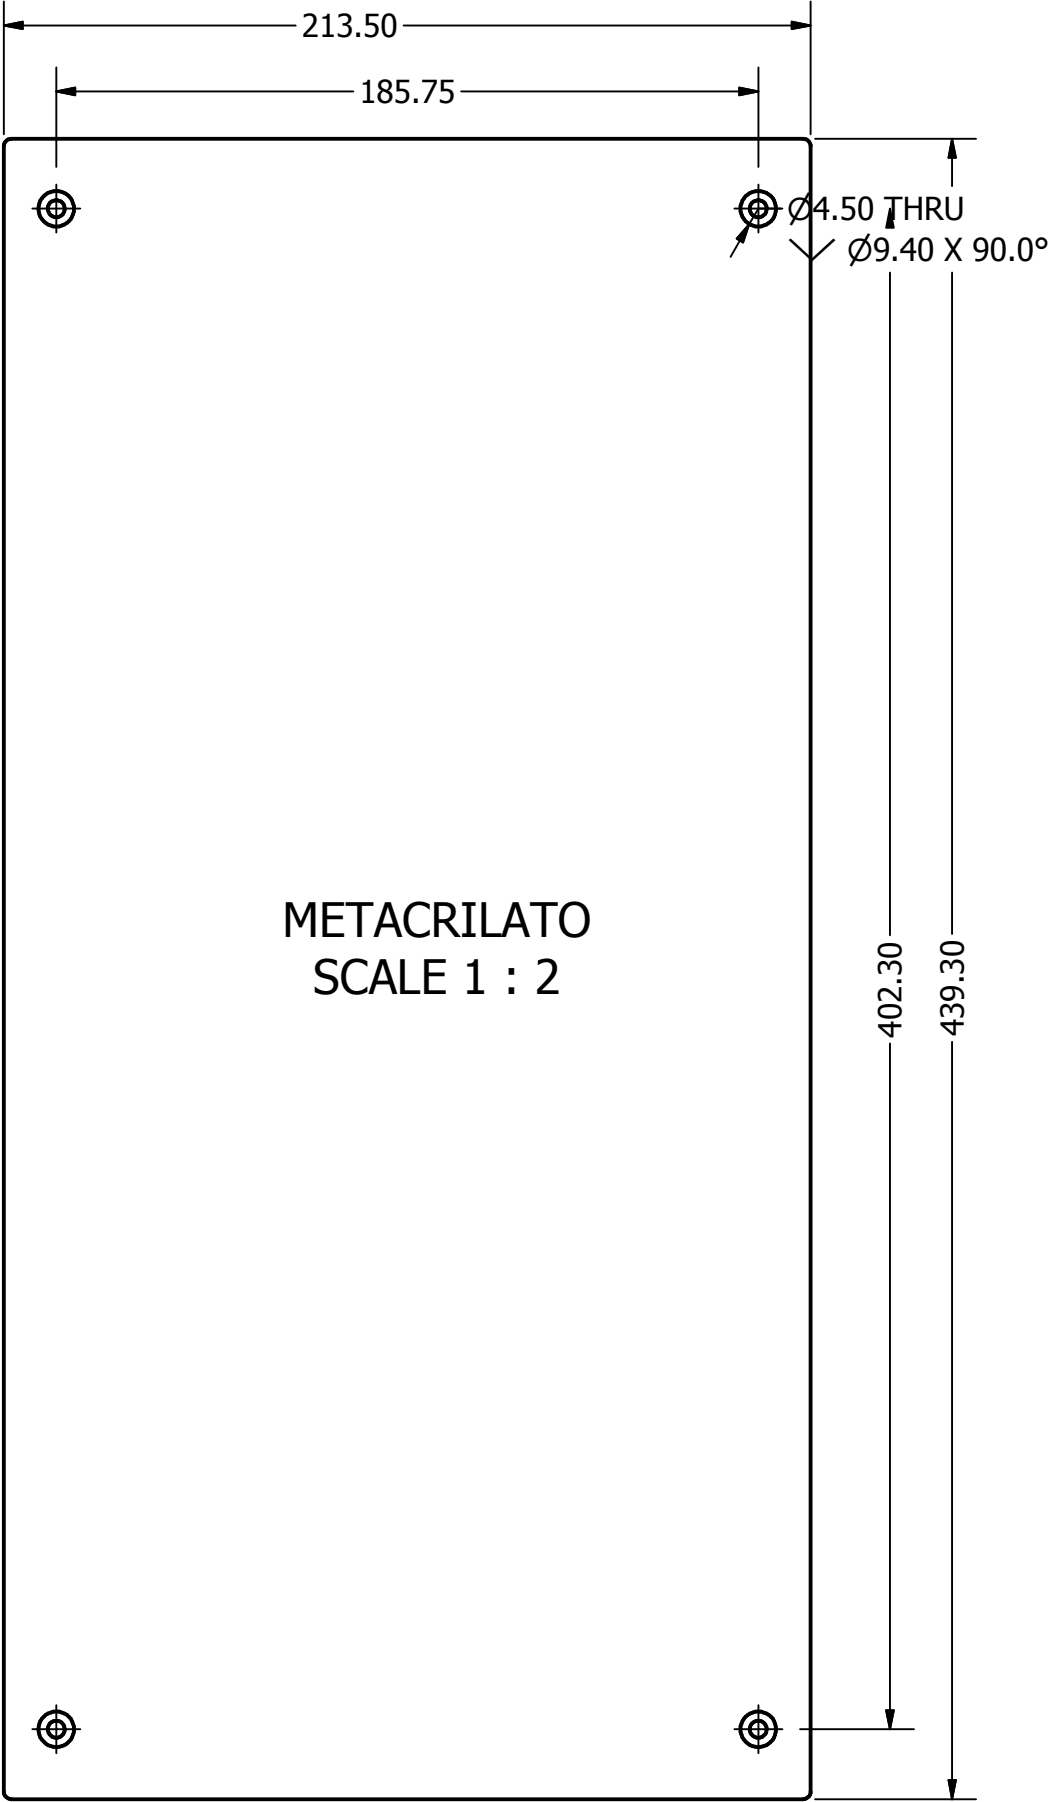 213.50
185.75
Ø4.50 THRU
⌵ Ø9.40 X 90.0°
METACRILATO
SCALE 1 : 2
402.30
439.30